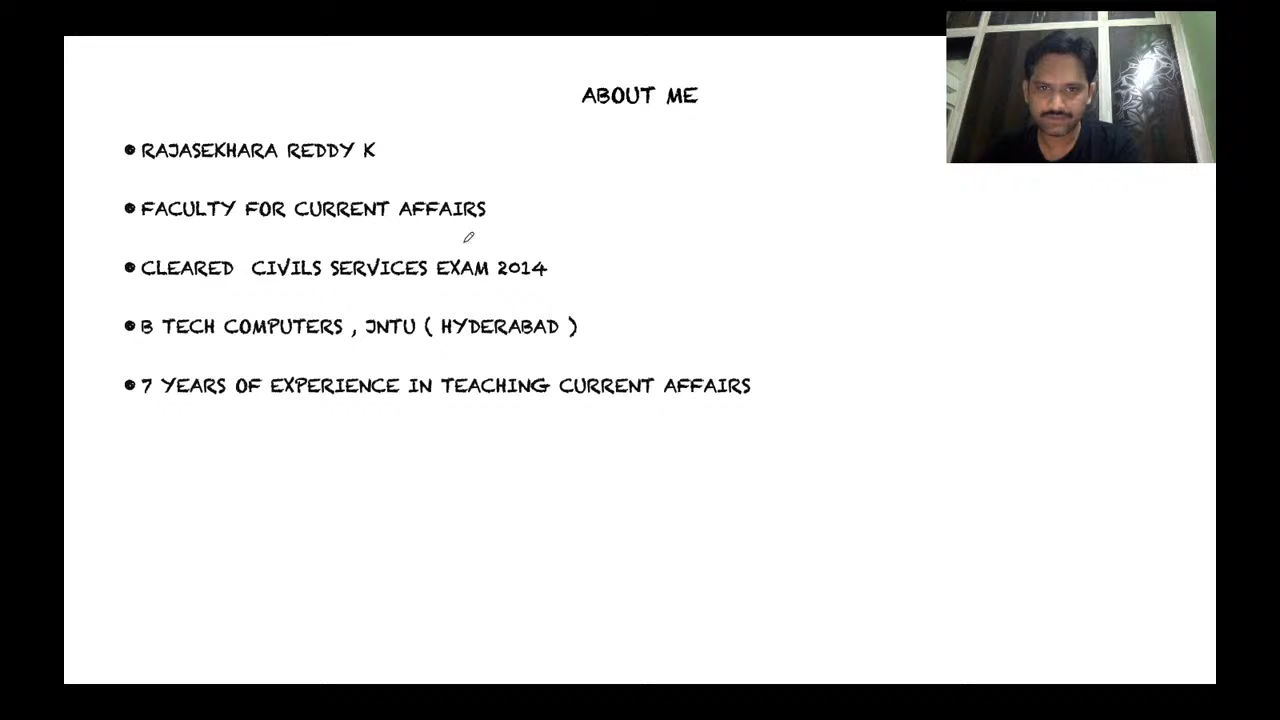 ABOUT ME
• RAJASEKHARA REDDY K
• FACULTY FOR CURRENT AFFAIRS
• CLEARED CIVILS SERVICES EXAM 2014
• B TECH COMPUTERS , JNTU ( HYDERABAD )
• 7 YEARS OF EXPERIENCE IN TEACHING CURRENT AFFAIRS